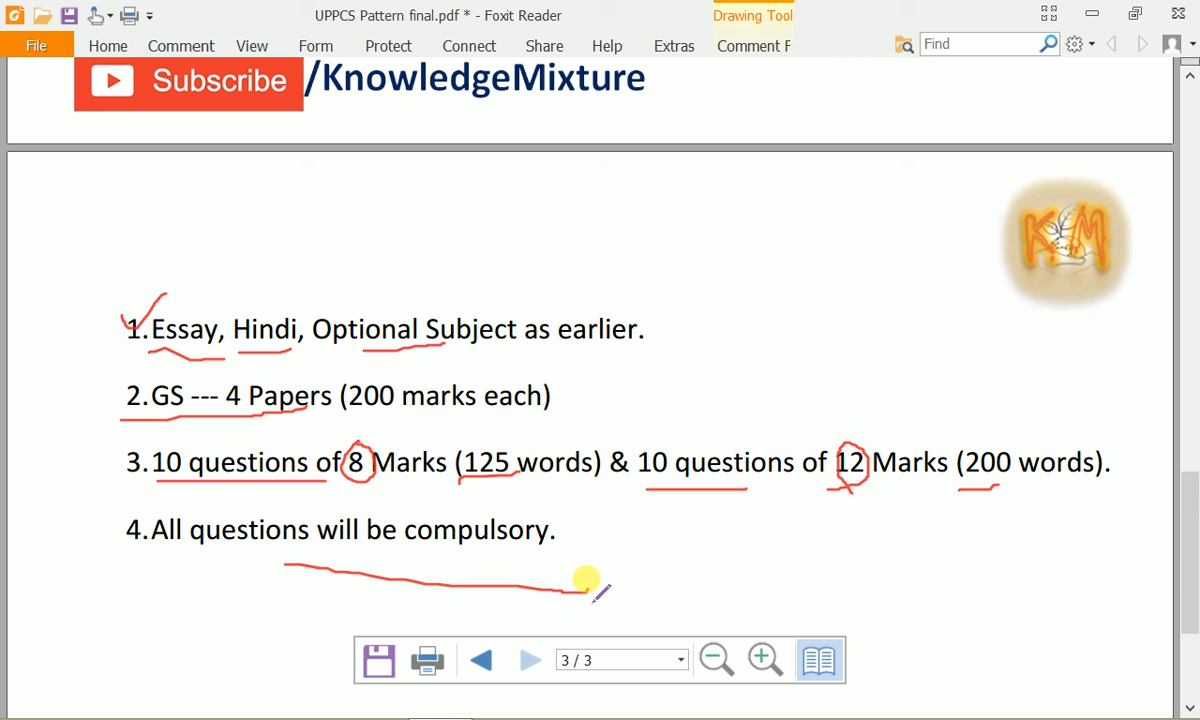 UPPCS Pattern final.pdf * - Foxit Reader
Drawing Tool
File Home Comment View Form Protect Connect Share Help Extras Comment F
Find
Subscribe /KnowledgeMixture
KM
1. Essay, Hindi, Optional Subject as earlier.
2. GS --- 4 Papers (200 marks each)
3. 10 questions of 8 Marks (125 words) & 10 questions of 12 Marks (200 words).
4. All questions will be compulsory.
3 / 3